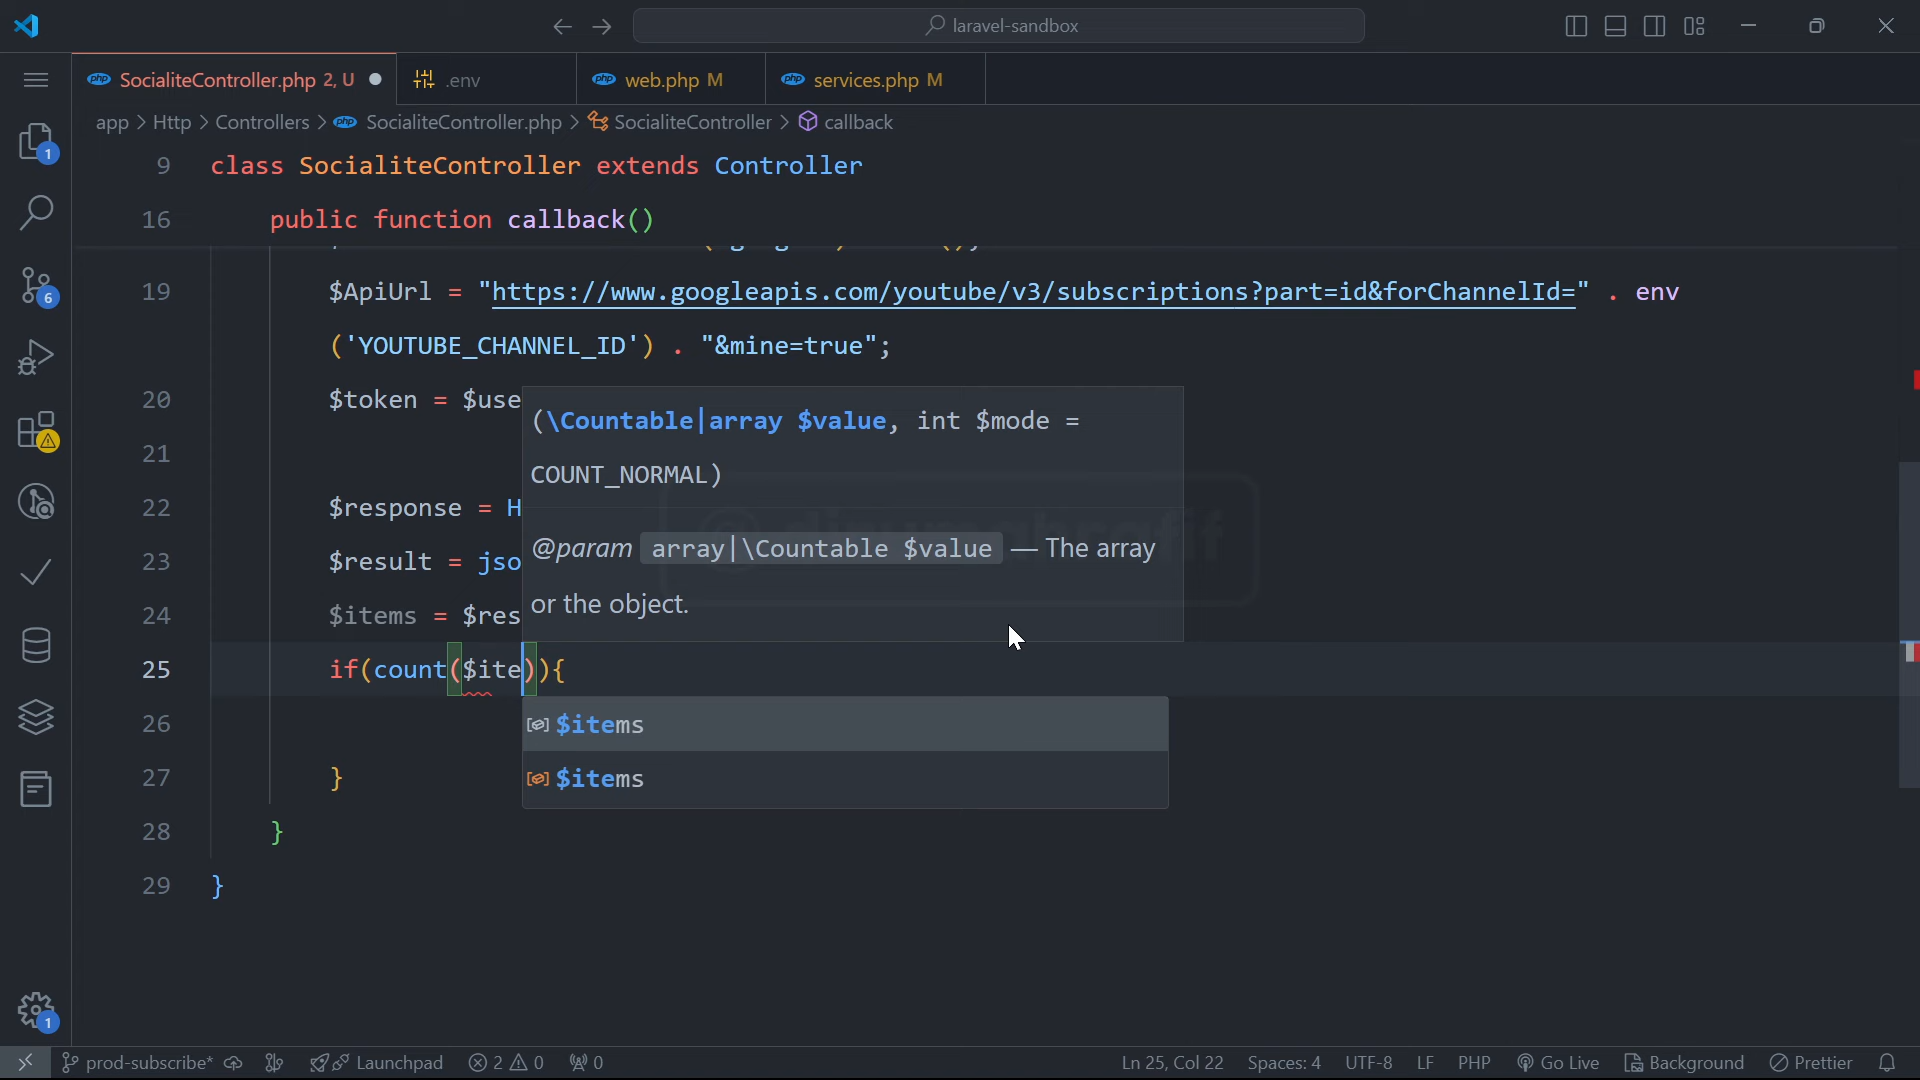 laravel-sandbox
SocialiteController.php 2, U
.env
web.php M
services.php M
app > Http > Controllers > SocialiteController.php > SocialiteController > callback
9 class SocialiteController extends Controller
16 public function callback()
19 $ApiUrl = "https://www.googleapis.com/youtube/v3/subscriptions?part=id&forChannelId=" . env
('YOUTUBE_CHANNEL_ID') . "&mine=true";
20 $token = $use
(\Countable|array $value, int $mode =
21
COUNT_NORMAL)
22 $response = H
23 $result = jso
@param array|\Countable $value — The array
24 $items = $res
or the object.
25 if(count($ite)){
26
$items
27 }
$items
28 }
29 }
1
6
1
prod-subscribe*
Launchpad
2 0
0
Ln 25, Col 22
Spaces: 4
UTF-8
LF
PHP
Go Live
Background
Prettier